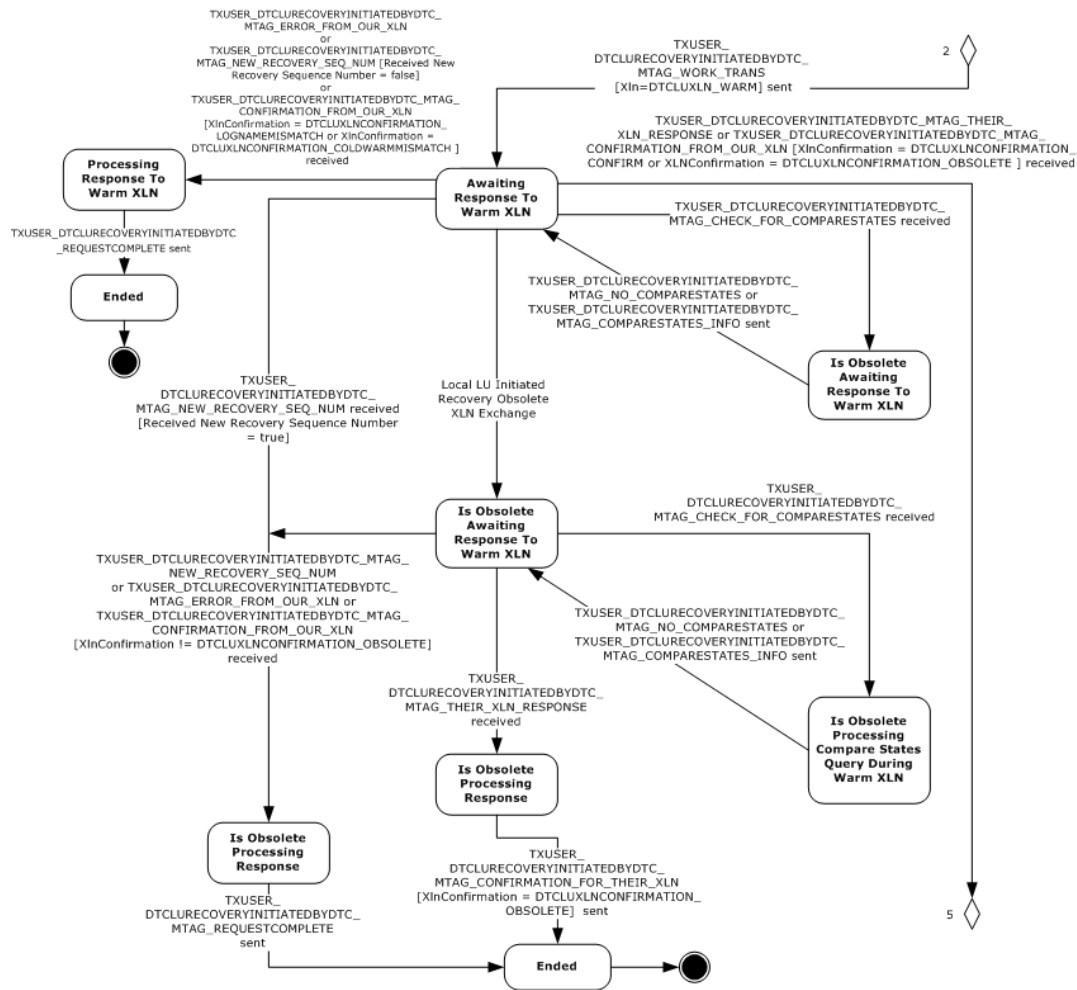 TXUSER_DTCLURECOVERYINITIATEDBYDTC_
MTAG_ERROR_FROM_OUR_XLN
or
TXUSER_DTCLURECOVERYINITIATEDBYDTC_
MTAG_NEW_RECOVERY_SEQ_NUM [Received New
Recovery Sequence Number = false]
or
TXUSER_DTCLURECOVERYINITIATEDBYDTC_MTAG_
CONFIRMATION_FROM_OUR_XLN
[XlnConfirmation = DTCLUXLNCONFIRMATION_
LOGNAMEMISMATCH or XlnConfirmation =
DTCLUXLNCONFIRMATION_COLDWARMMISMATCH ]
received
TXUSER_
DTCLURECOVERYINITIATEDBYDTC_
MTAG_WORK_TRANS
[Xln=DTCLUXLN_WARM] sent
2
TXUSER_DTCLURECOVERYINITIATEDBYDTC_MTAG_THEIR_
XLN_RESPONSE or TXUSER_DTCLURECOVERYINITIATEDBYDTC_MTAG_
CONFIRMATION_FROM_OUR_XLN [XlnConfirmation = DTCLUXLNCONFIRMATION_
CONFIRM or XLNConfirmation = DTCLUXLNCONFIRMATION_OBSOLETE ] received
Processing
Response To
Warm XLN
Awaiting
Response To
Warm XLN
TXUSER_DTCLURECOVERYINITIATEDBYDTC_
MTAG_CHECK_FOR_COMPARESTATES received
TXUSER_DTCLURECOVERYINITIATEDBYDTC
_REQUESTCOMPLETE sent
Ended
TXUSER_DTCLURECOVERYINITIATEDBYDTC_
MTAG_NO_COMPARESTATES or
TXUSER_DTCLURECOVERYINITIATEDBYDTC_
MTAG_COMPARESTATES_INFO sent
Is Obsolete
Awaiting
Response To
Warm XLN
TXUSER_
DTCLURECOVERYINITIATEDBYDTC_
MTAG_NEW_RECOVERY_SEQ_NUM received
[Received New Recovery Sequence Number
= true]
Local LU Initiated
Recovery Obsolete
XLN Exchange
Is Obsolete
Awaiting
Response To
Warm XLN
TXUSER_
DTCLURECOVERYINITIATEDBYDTC_
MTAG_CHECK_FOR_COMPARESTATES received
TXUSER_DTCLURECOVERYINITIATEDBYDTC_MTAG_
NEW_RECOVERY_SEQ_NUM
or TXUSER_DTCLURECOVERYINITIATEDBYDTC_
MTAG_ERROR_FROM_OUR_XLN or
TXUSER_DTCLURECOVERYINITIATEDBYDTC_MTAG_
CONFIRMATION_FROM_OUR_XLN
[XlnConfirmation != DTCLUXLNCONFIRMATION_OBSOLETE]
received
TXUSER_DTCLURECOVERYINITIATEDBYDTC_
MTAG_NO_COMPARESTATES or
TXUSER_DTCLURECOVERYINITIATEDBYDTC_
MTAG_COMPARESTATES_INFO sent
TXUSER_
DTCLURECOVERYINITIATEDBYDTC_
MTAG_THEIR_XLN_RESPONSE
received
Is Obsolete
Processing
Compare States
Query During
Warm XLN
Is Obsolete
Processing
Response
Is Obsolete
Processing
Response
TXUSER_
DTCLURECOVERYINITIATEDBYDTC_
MTAG_CONFIRMATION_FOR_THEIR_XLN
[XlnConfirmation = DTCLUXLNCONFIRMATION_
OBSOLETE] sent
5
TXUSER_
DTCLURECOVERYINITIATEDBYDTC_
MTAG_REQUESTCOMPLETE
sent
Ended